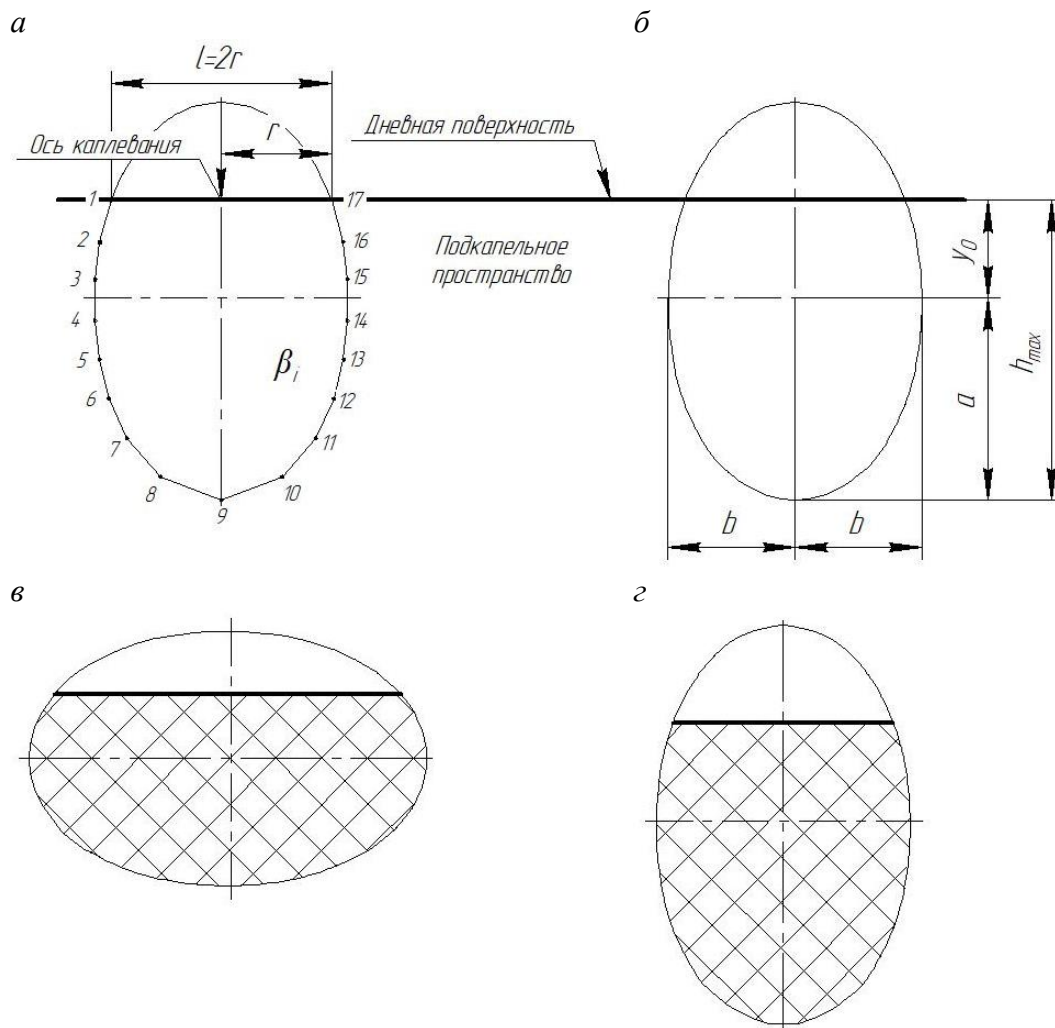 а
б
l=2r
r
Ось каплевания
Дневная поверхность
1
17
2
16
Подкапельное
пространство
3
15
4
14
5
13
βi
6
12
7
11
8
10
9
y0
a
hmax
b
b
в
г